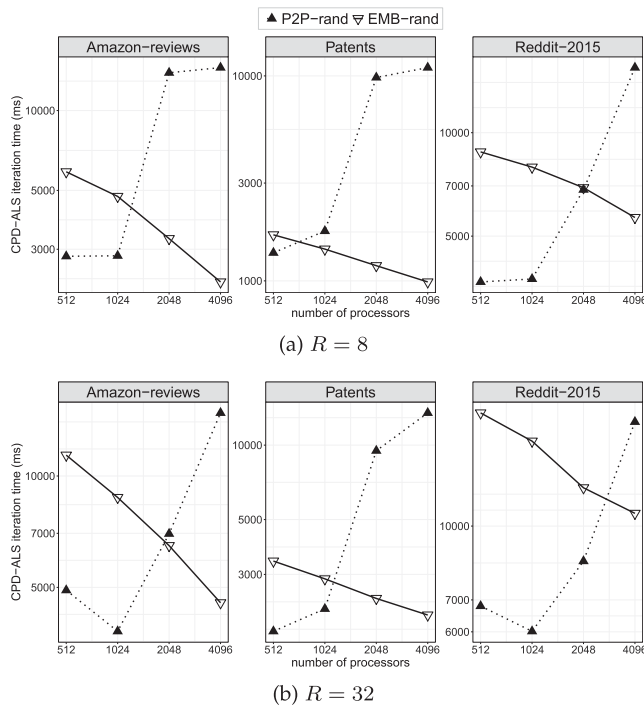 P2P−rand EMB−rand
Amazon−reviews Patents Reddit−2015
CPD−ALS iteration time (ms)
10000
5000
3000
10000
3000
1000
10000
7000
5000
512 1024 2048 4096 512 1024 2048 4096 512 1024 2048 4096
number of processors
(a) R = 8
Amazon−reviews Patents Reddit−2015
CPD−ALS iteration time (ms)
10000
7000
5000
10000
5000
3000
10000
7000
6000
512 1024 2048 4096 512 1024 2048 4096 512 1024 2048 4096
number of processors
(b) R = 32